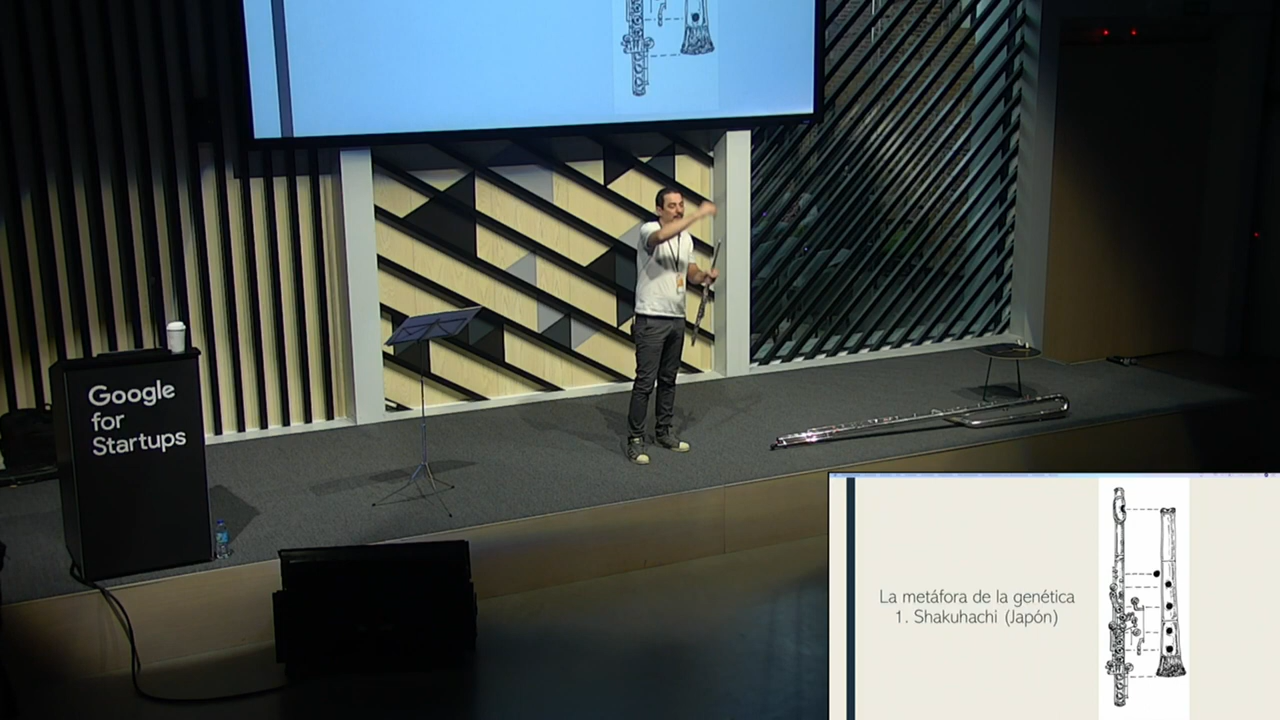 Google
for
Startups
La metáfora de la genética
1. Shakuhachi (Japón)